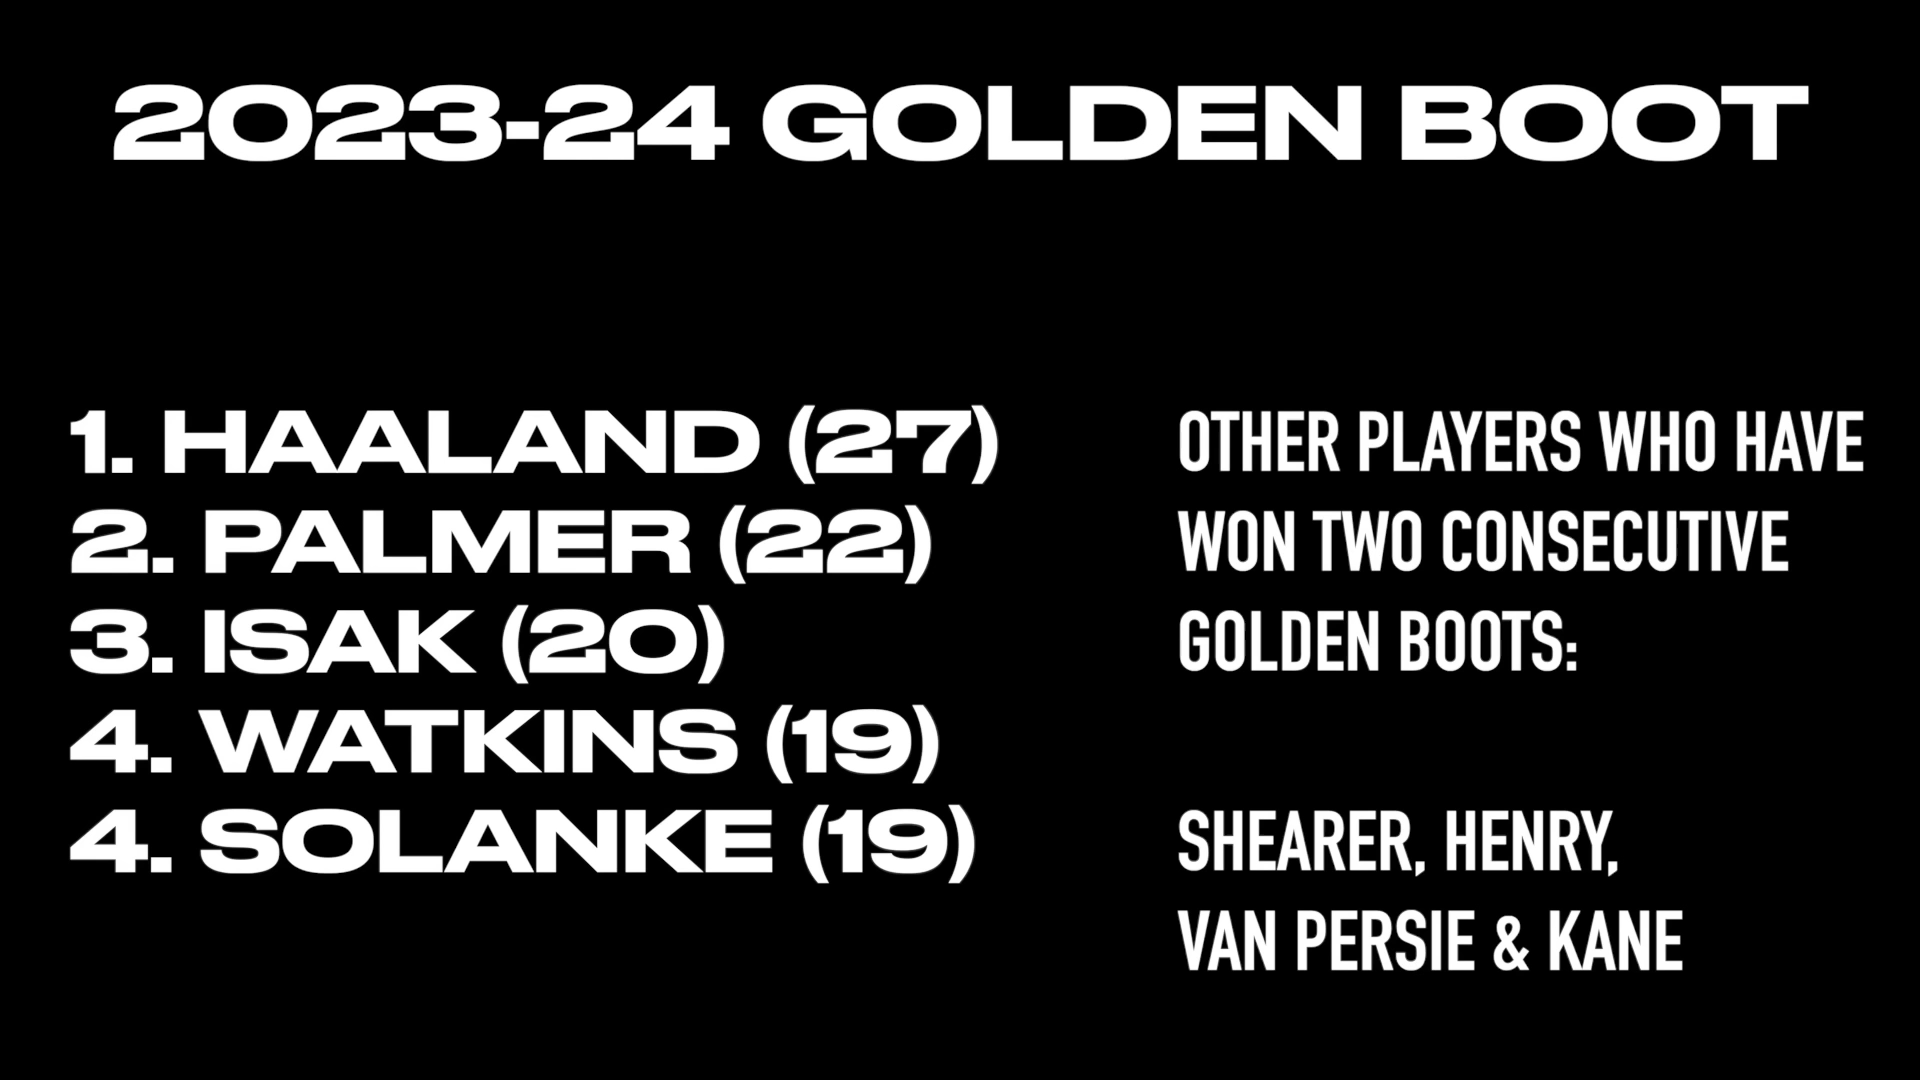 2023-24 GOLDEN BOOT
1. HAALAND (27)
2. PALMER (22)
3. ISAK (20)
4. WATKINS (19)
4. SOLANKE (19)
OTHER PLAYERS WHO HAVE
WON TWO CONSECUTIVE
GOLDEN BOOTS:
SHEARER, HENRY,
VAN PERSIE & KANE